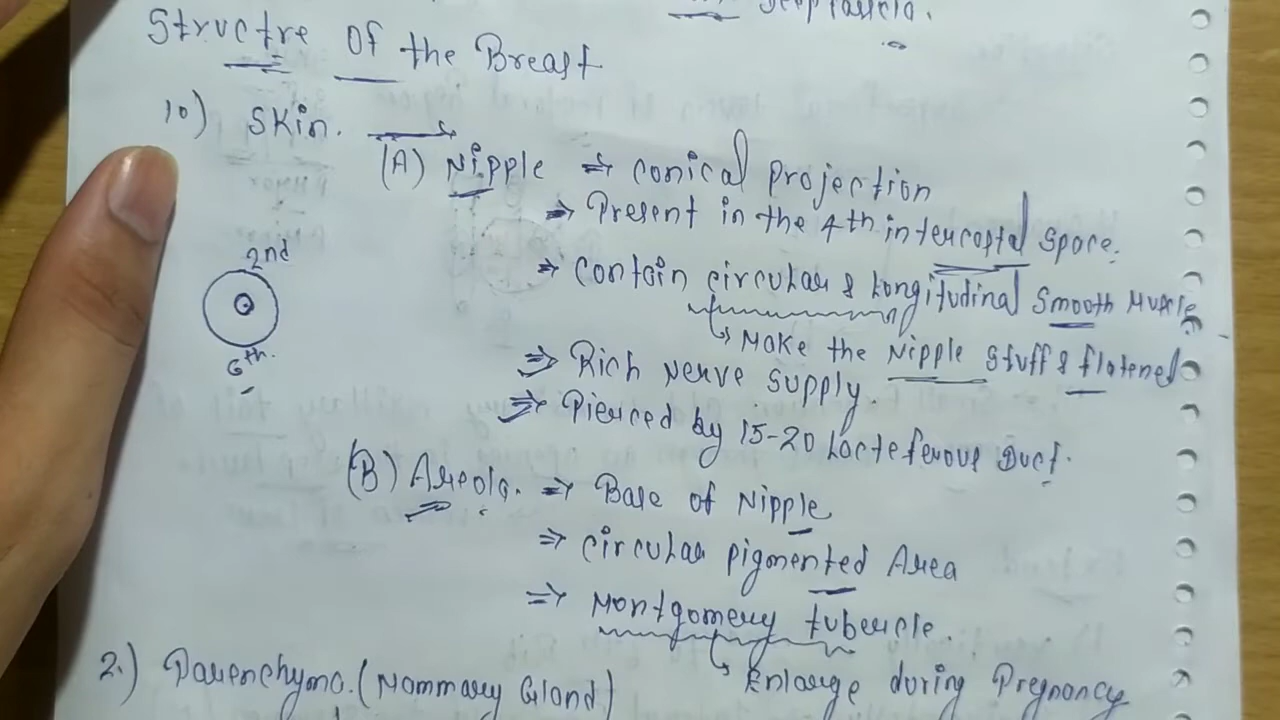 Structre Of the Breast
10) Skin. →
(A) Nipple ⇒ Conical projection
⇒ Present in the 4th intercostal Space.
⇒ Contain circular & Longitudinal Smooth Muscle
↳ Make the Nipple Stuff & flatened
⇒ Rich Nerve Supply.
⇒ Pierced by 15-20 Lacteferous Duct.
2nd
6th.
(B) Areola. ⇒ Base of Nipple
⇒ Circular pigmented Area
⇒ Montgomery tubercle.
↳ Enlarge during Pregnancy
2.) Parenchyma. (Mammary Gland)